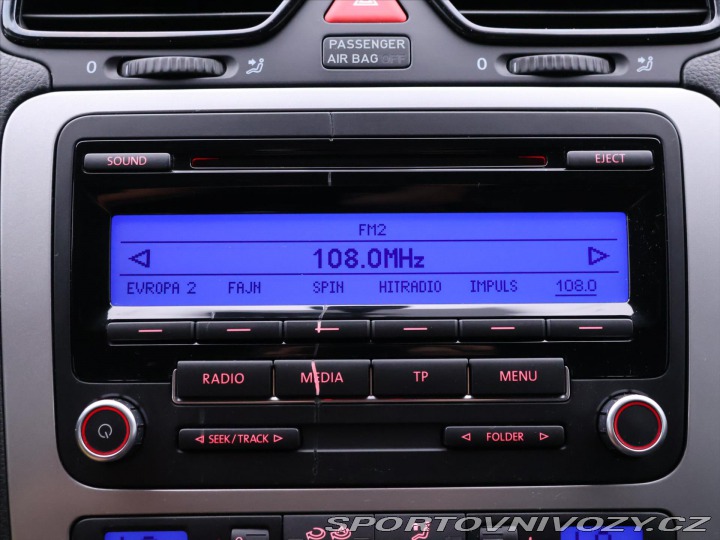 PASSENGER
AIR BAG OFF
0
0
SOUND
EJECT
FM2
108.0MHz
EVROPA 2 FAJN SPIN HITRADIO IMPULS 108.0
RADIO MEDIA TP MENU
SEEK/TRACK FOLDER
SPORTOVNIVOZY.CZ